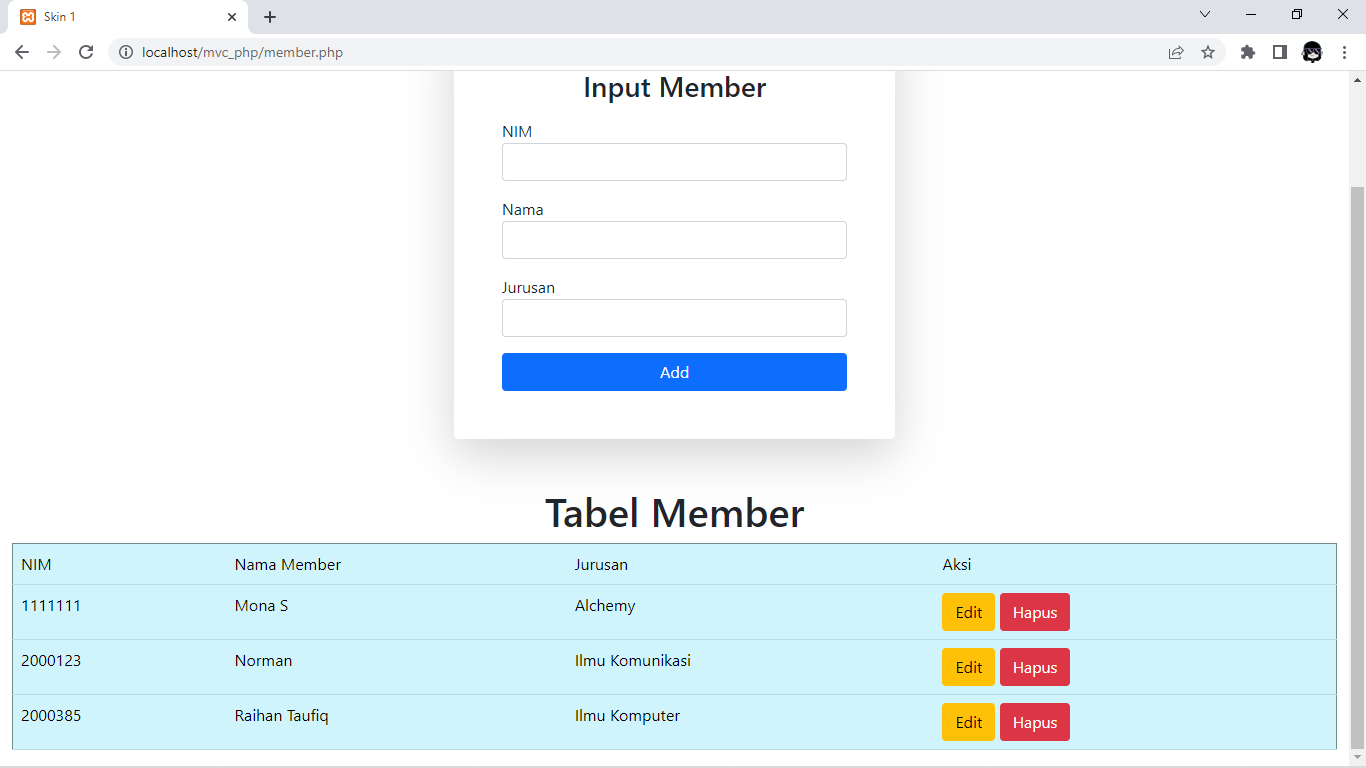 Skin 1
localhost/mvc_php/member.php
Input Member
NIM
Nama
Jurusan
Add
Tabel Member
NIM Nama Member Jurusan Aksi
1111111 Mona S Alchemy Edit Hapus
2000123 Norman Ilmu Komunikasi Edit Hapus
2000385 Raihan Taufiq Ilmu Komputer Edit Hapus